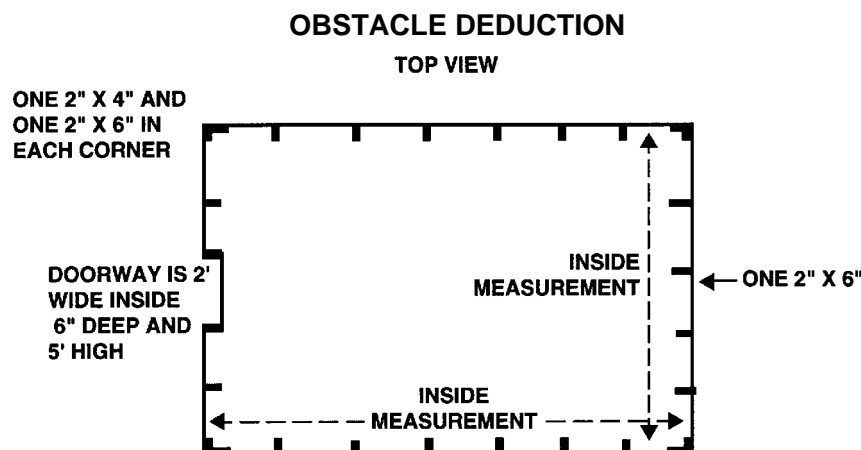 OBSTACLE DEDUCTION
TOP VIEW
ONE 2" X 4" AND
ONE 2" X 6" IN
EACH CORNER
DOORWAY IS 2'
WIDE INSIDE
6" DEEP AND
5' HIGH
INSIDE
MEASUREMENT
ONE 2" X 6"
INSIDE
MEASUREMENT